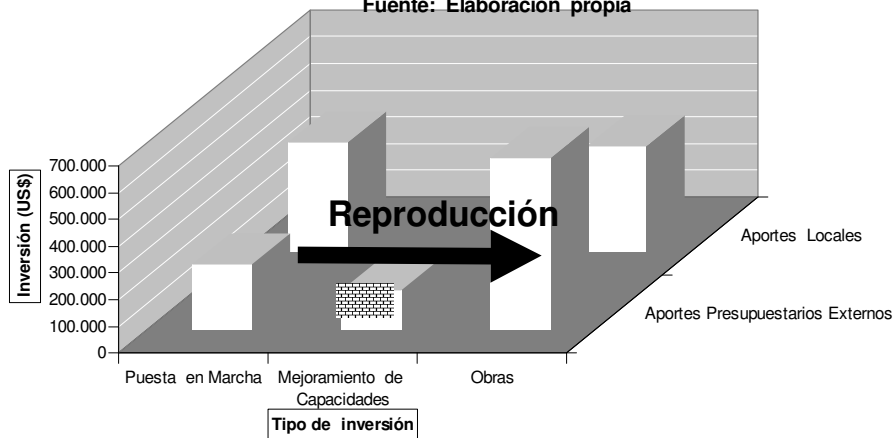 Fuente: Elaboración propia
700.000
600.000
500.000
400.000
300.000
200.000
100.000
0
Inversión (US$)
Reproducción
Aportes Locales
Aportes Presupuestarios Externos
Puesta en Marcha
Mejoramiento de
Capacidades
Obras
Tipo de inversión